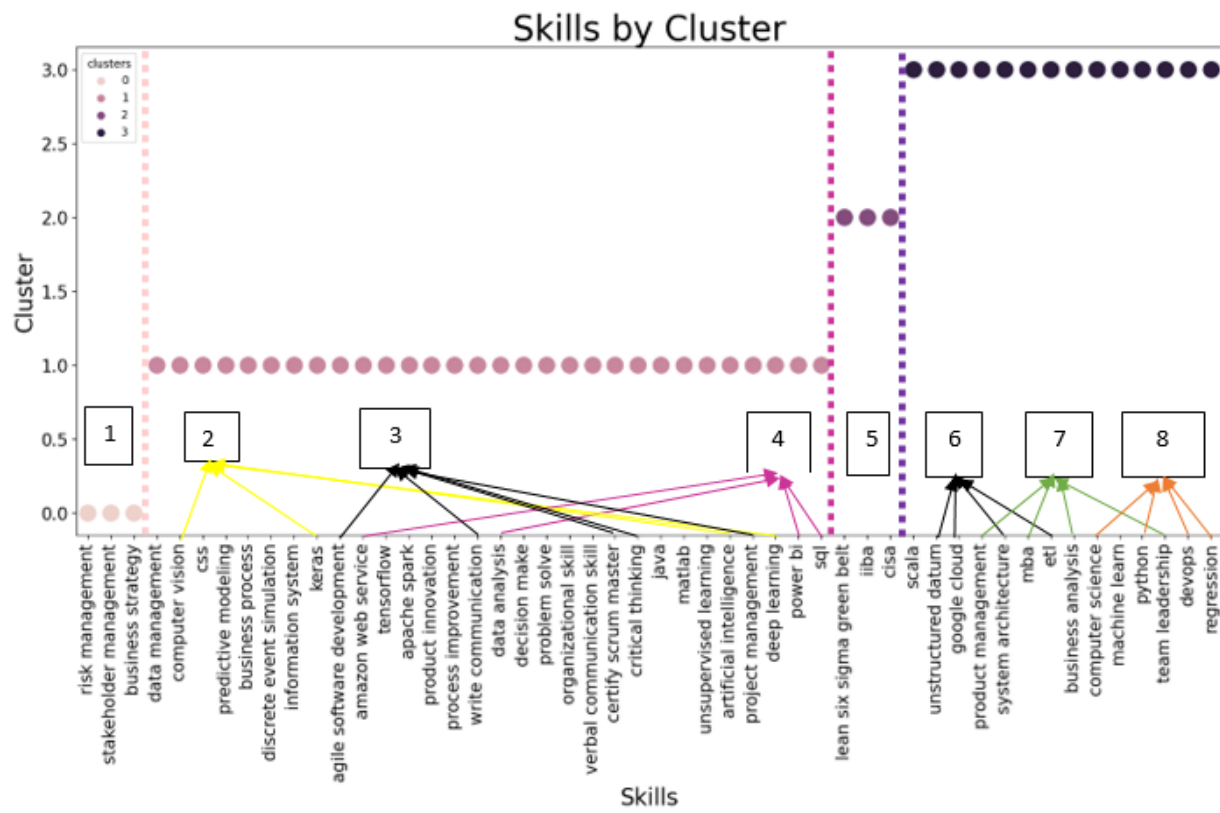 Skills by Cluster
clusters
0
1
2
3
3.0
2.5
2.0
1.5
1.0
0.5
0.0
Cluster
1
2
3
4
5
6
7
8
risk management
stakeholder management
business strategy
data management
computer vision
css
predictive modeling
business process
discrete event simulation
information system
keras
agile software development
amazon web service
tensorflow
apache spark
product innovation
process improvement
write communication
data analysis
decision make
problem solve
organizational skill
verbal communication skill
certify scrum master
critical thinking
java
matlab
unsupervised learning
artificial intelligence
project management
deep learning
power bi
sql
lean six sigma green belt
iiba
cisa
scala
unstructured datum
google cloud
product management
system architecture
mba
etl
business analysis
computer science
machine learn
python
team leadership
devops
regression
Skills